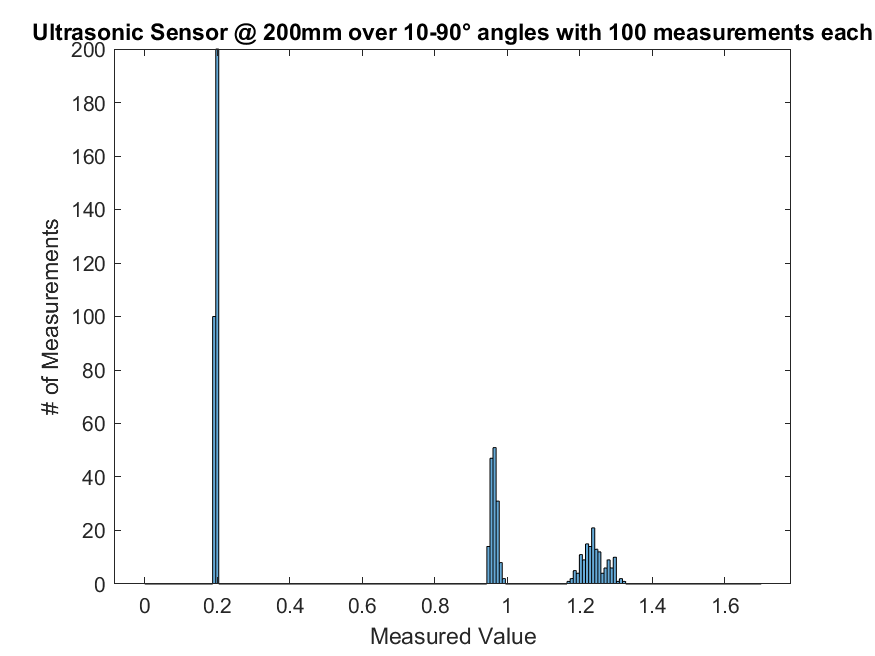 Ultrasonic Sensor @ 200mm over 10-90° angles with 100 measurements each
200
180
160
140
120
100
80
60
40
20
0
# of Measurements
0 0.2 0.4 0.6 0.8 1 1.2 1.4 1.6
Measured Value